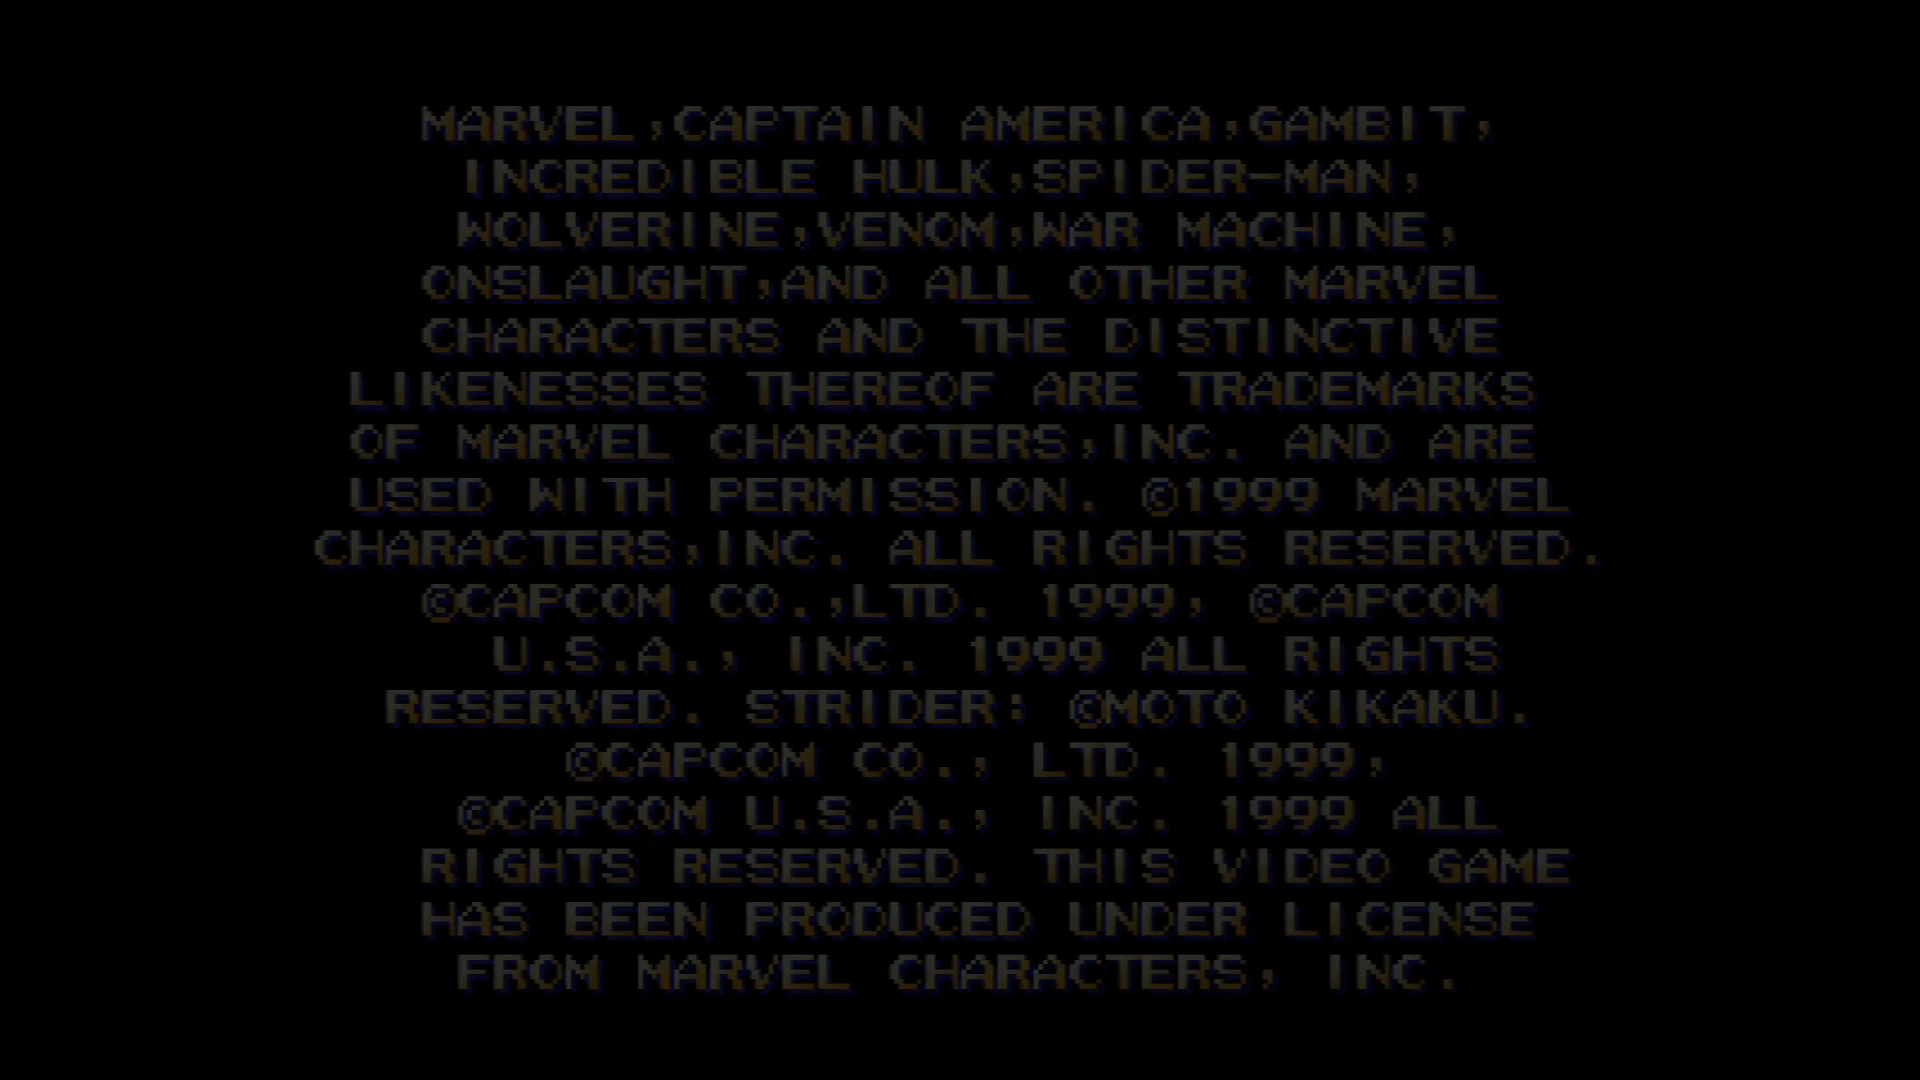 MARVEL,CAPTAIN AMERICA,GAMBIT,
INCREDIBLE HULK,SPIDER-MAN,
WOLVERINE,VENOM,WAR MACHINE,
ONSLAUGHT,AND ALL OTHER MARVEL
CHARACTERS AND THE DISTINCTIVE
LIKENESSES THEREOF ARE TRADEMARKS
OF MARVEL CHARACTERS,INC. AND ARE
USED WITH PERMISSION. ©1999 MARVEL
CHARACTERS,INC. ALL RIGHTS RESERVED.
©CAPCOM CO.,LTD. 1999, ©CAPCOM
U.S.A., INC. 1999 ALL RIGHTS
RESERVED. STRIDER: ©MOTO KIKAKU.
©CAPCOM CO., LTD. 1999,
©CAPCOM U.S.A., INC. 1999 ALL
RIGHTS RESERVED. THIS VIDEO GAME
HAS BEEN PRODUCED UNDER LICENSE
FROM MARVEL CHARACTERS, INC.